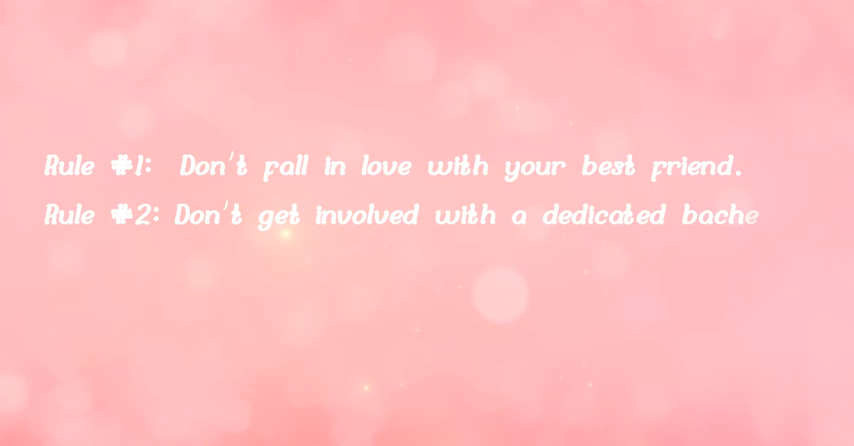 Rule #1: Don't fall in love with your best friend.
Rule #2: Don't get involved with a dedicated bache